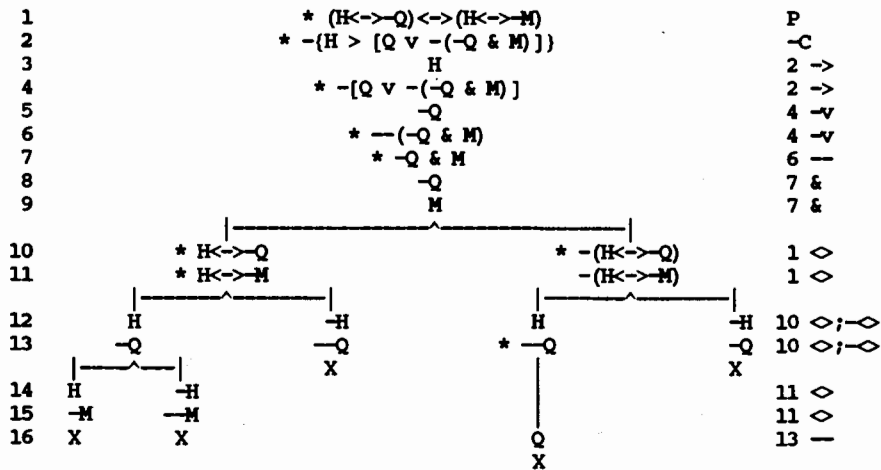 1 * (H<->-Q)<->(H<->-M) P
2 * -{H > [Q v -(-Q & M)]} -C
3 H 2 ->
4 * -[Q v -(-Q & M)] 2 ->
5 -Q 4 -v
6 * --(-Q & M) 4 -v
7 * -Q & M 6 --
8 -Q 7 &
9 M 7 &
10 * H<->-Q * -(H<->-Q) 1 <>
11 * H<->-M -(H<->-M) 1 <>
12 H -H H -H 10 <>;-<>
13 -Q --Q * --Q -Q 10 <>;-<>
X X
14 H -H 11 <>
15 -M --M 11 <>
16 X X Q 13 --
X